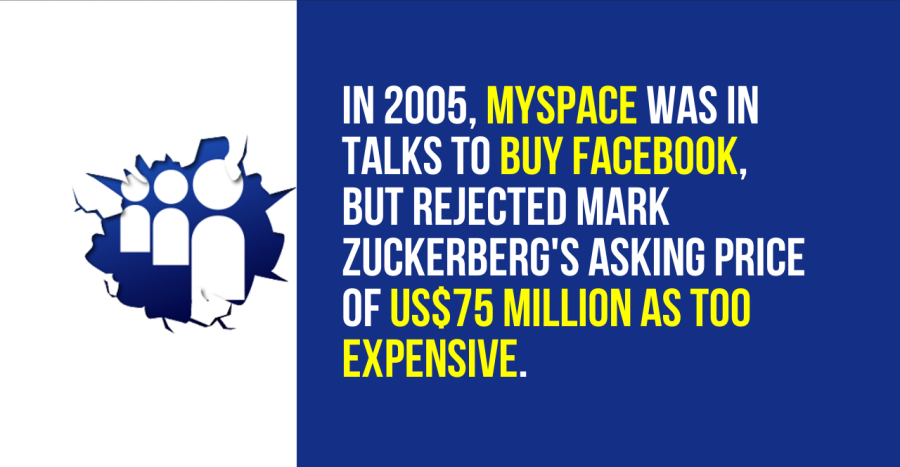 IN 2005, MYSPACE WAS IN
TALKS TO BUY FACEBOOK,
BUT REJECTED MARK
ZUCKERBERG'S ASKING PRICE
OF US$75 MILLION AS TOO
EXPENSIVE.